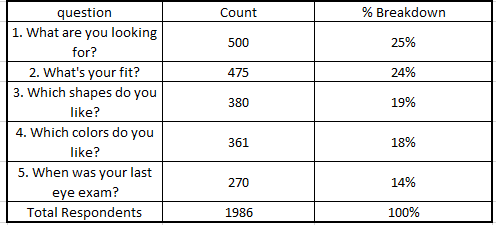 question Count % Breakdown
1. What are you looking
for? 500 25%
2. What's your fit? 475 24%
3. Which shapes do you
like? 380 19%
4. Which colors do you
like? 361 18%
5. When was your last
eye exam? 270 14%
Total Respondents 1986 100%